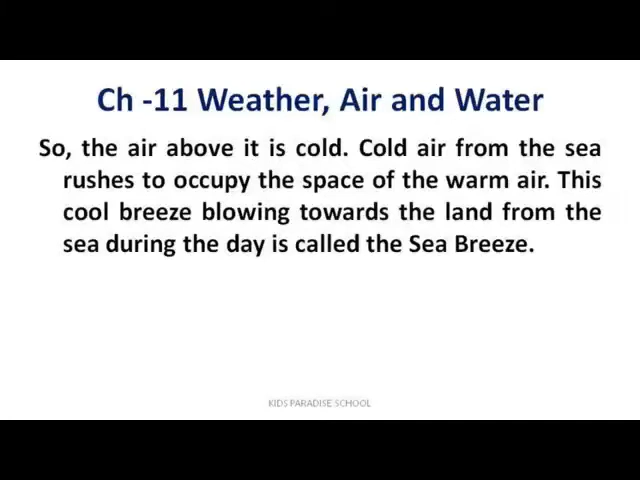 Ch -11 Weather, Air and Water
So, the air above it is cold. Cold air from the sea
rushes to occupy the space of the warm air. This
cool breeze blowing towards the land from the
sea during the day is called the Sea Breeze.
KIDS PARADISE SCHOOL